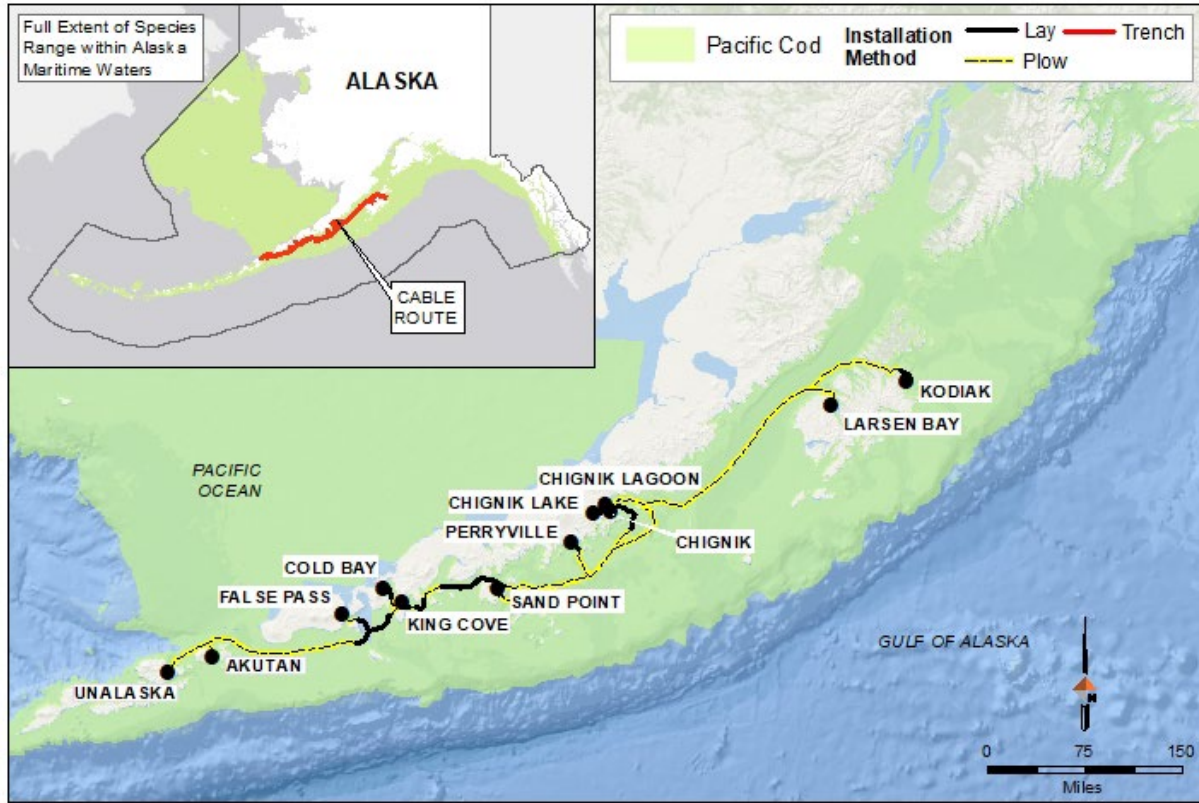 Full Extent of Species
Range within Alaska
Maritime Waters
ALASKA
CABLE
ROUTE
Pacific Cod
Installation
Method
Lay
Trench
Plow
KODIAK
LARSEN BAY
PACIFIC
OCEAN
CHIGNIK LAGOON
CHIGNIK LAKE
PERRYVILLE
CHIGNIK
COLD BAY
FALSE PASS
SAND POINT
KING COVE
GULF OF ALASKA
AKUTAN
UNALASKA
N
0 75 150
Miles